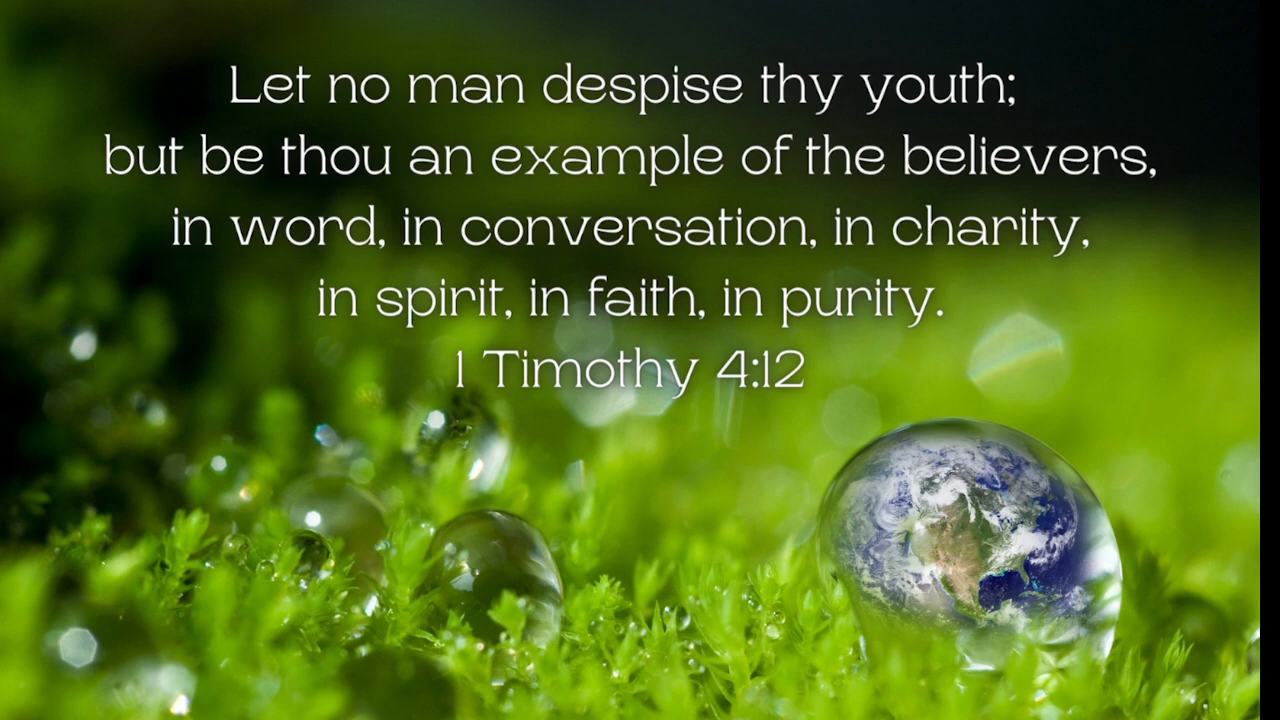 Let no man despise thy youth;
but be thou an example of the believers,
in word, in conversation, in charity,
in spirit, in faith, in purity.
1 Timothy 4:12